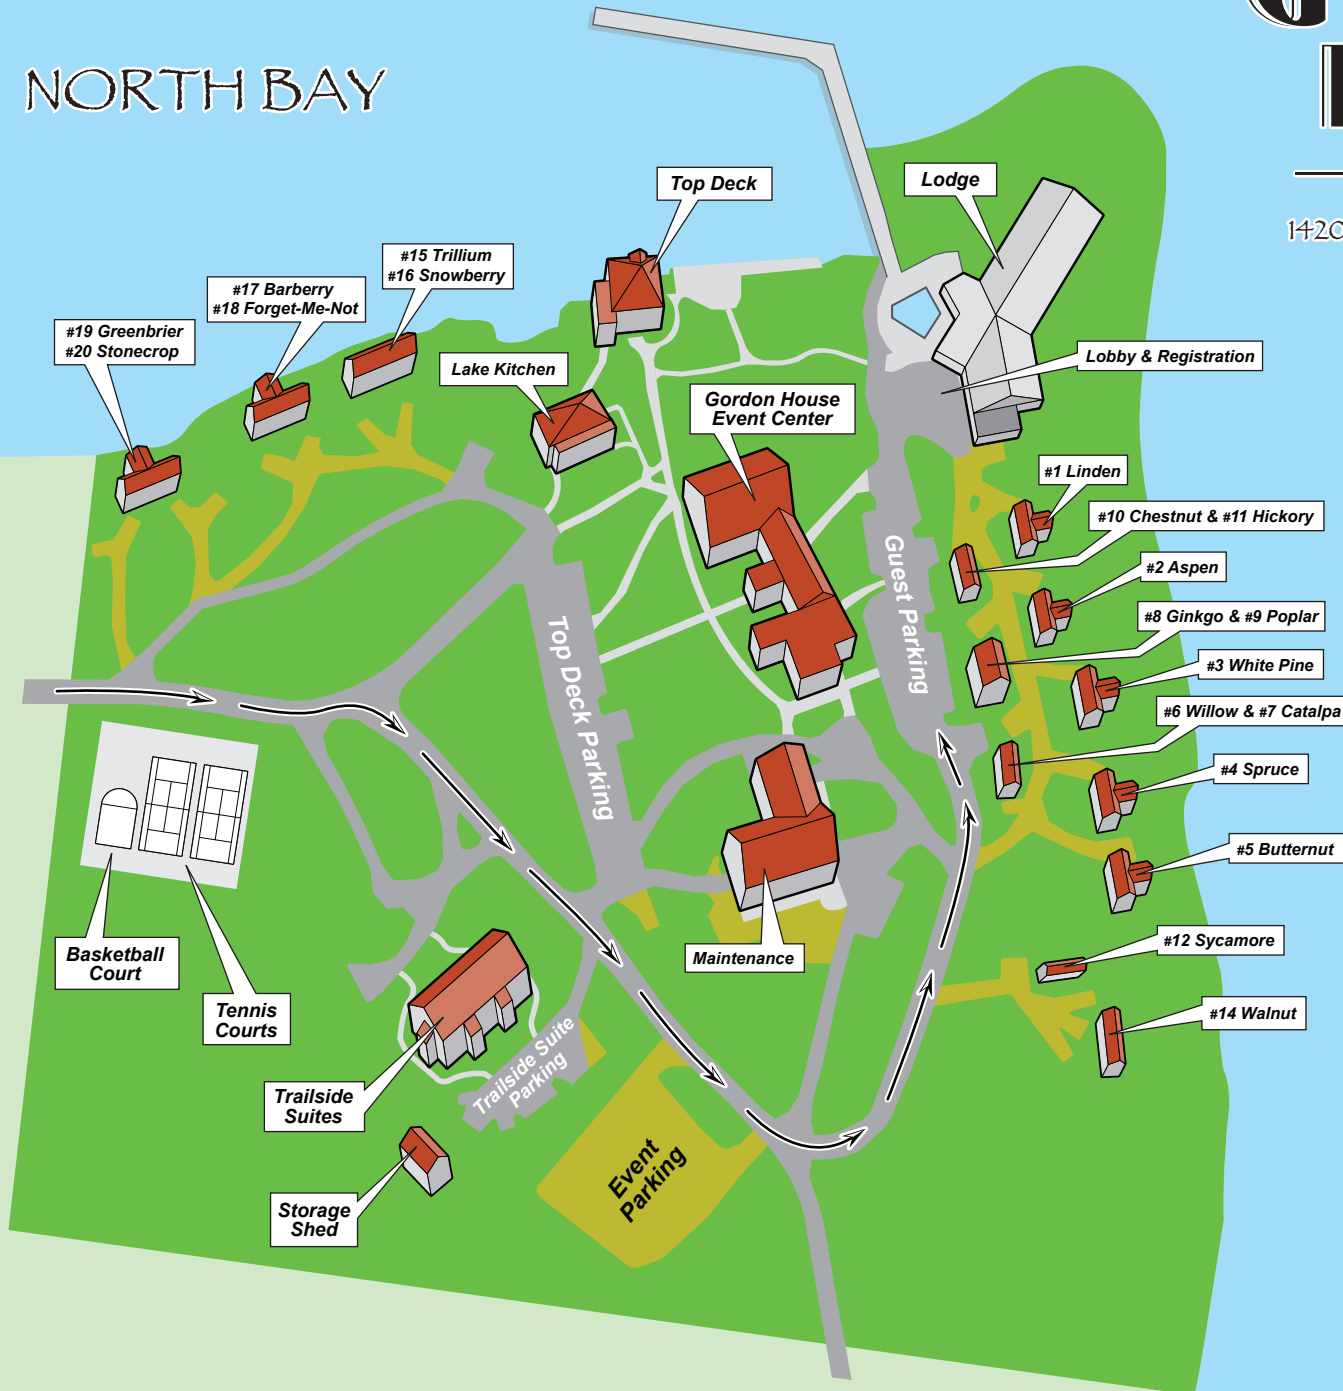 NORTH BAY
1420
Top Deck
Lodge
#15 Trillium
#16 Snowberry
#17 Barberry
#18 Forget-Me-Not
#19 Greenbrier
#20 Stonecrop
Lake Kitchen
Lobby & Registration
Gordon House
Event Center
#1 Linden
#10 Chestnut & #11 Hickory
#2 Aspen
#8 Ginkgo & #9 Poplar
#3 White Pine
#6 Willow & #7 Catalpa
#4 Spruce
#5 Butternut
#12 Sycamore
#14 Walnut
Guest Parking
Top Deck Parking
Maintenance
Basketball
Court
Tennis
Courts
Trailside
Suites
Trailside Suite
Parking
Storage
Shed
Event
Parking